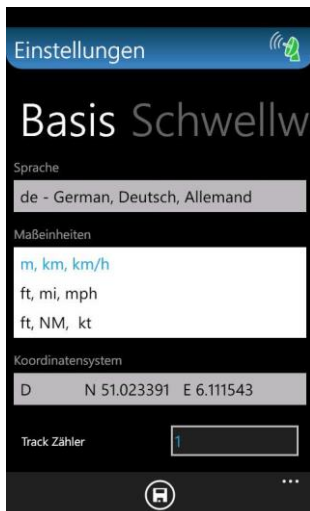 Einstellungen
Basis Schwellw
Sprache
de - German, Deutsch, Allemand
Maßeinheiten
m, km, km/h
ft, mi, mph
ft, NM, kt
Koordinatensystem
D N 51.023391 E 6.111543
Track Zähler 1